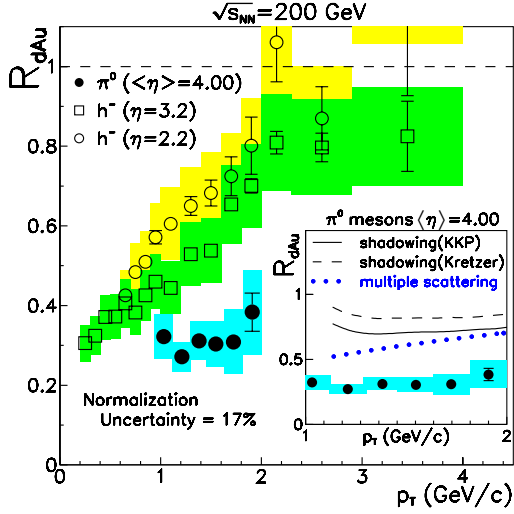 √s_NN = 200 GeV
R_dAu
π⁰ (<η>=4.00)
h⁻ (η=3.2)
h⁻ (η=2.2)
1
0.8
0.6
0.4
0.2
0
Normalization
Uncertainty = 17%
0 1 2 3 4
p_T (GeV/c)
π⁰ mesons ⟨η⟩=4.00
R_dAu
shadowing(KKP)
shadowing(Kretzer)
multiple scattering
1
0.5
0
1 2
p_T (GeV/c)